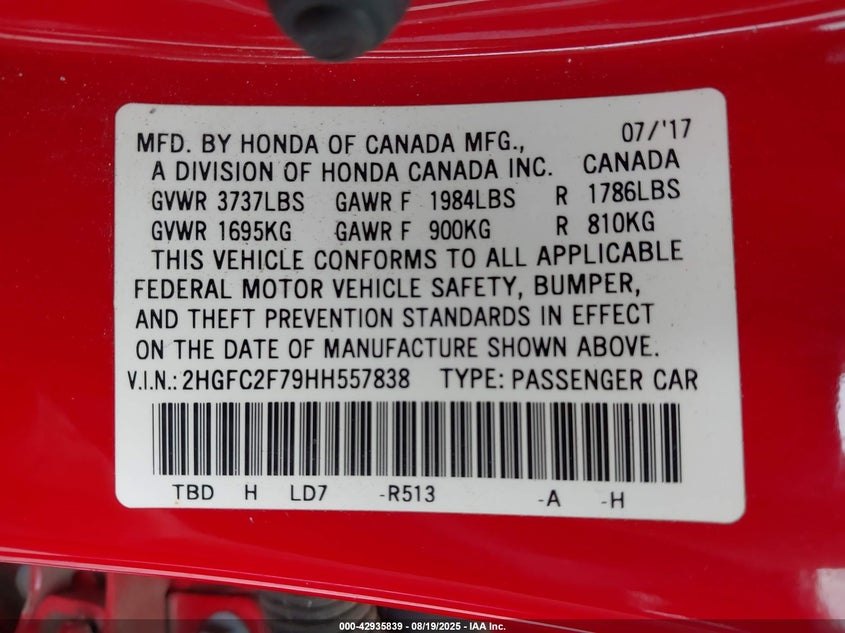 MFD. BY HONDA OF CANADA MFG., 07/'17
A DIVISION OF HONDA CANADA INC. CANADA
GVWR 3737LBS GAWR F 1984LBS R 1786LBS
GVWR 1695KG GAWR F 900KG R 810KG
THIS VEHICLE CONFORMS TO ALL APPLICABLE
FEDERAL MOTOR VEHICLE SAFETY, BUMPER,
AND THEFT PREVENTION STANDARDS IN EFFECT
ON THE DATE OF MANUFACTURE SHOWN ABOVE.
V.I.N.: 2HGFC2F79HH557838 TYPE: PASSENGER CAR
TBD H LD7 -R513 -A -H
000-42935839 - 08/19/2025 - IAA Inc.